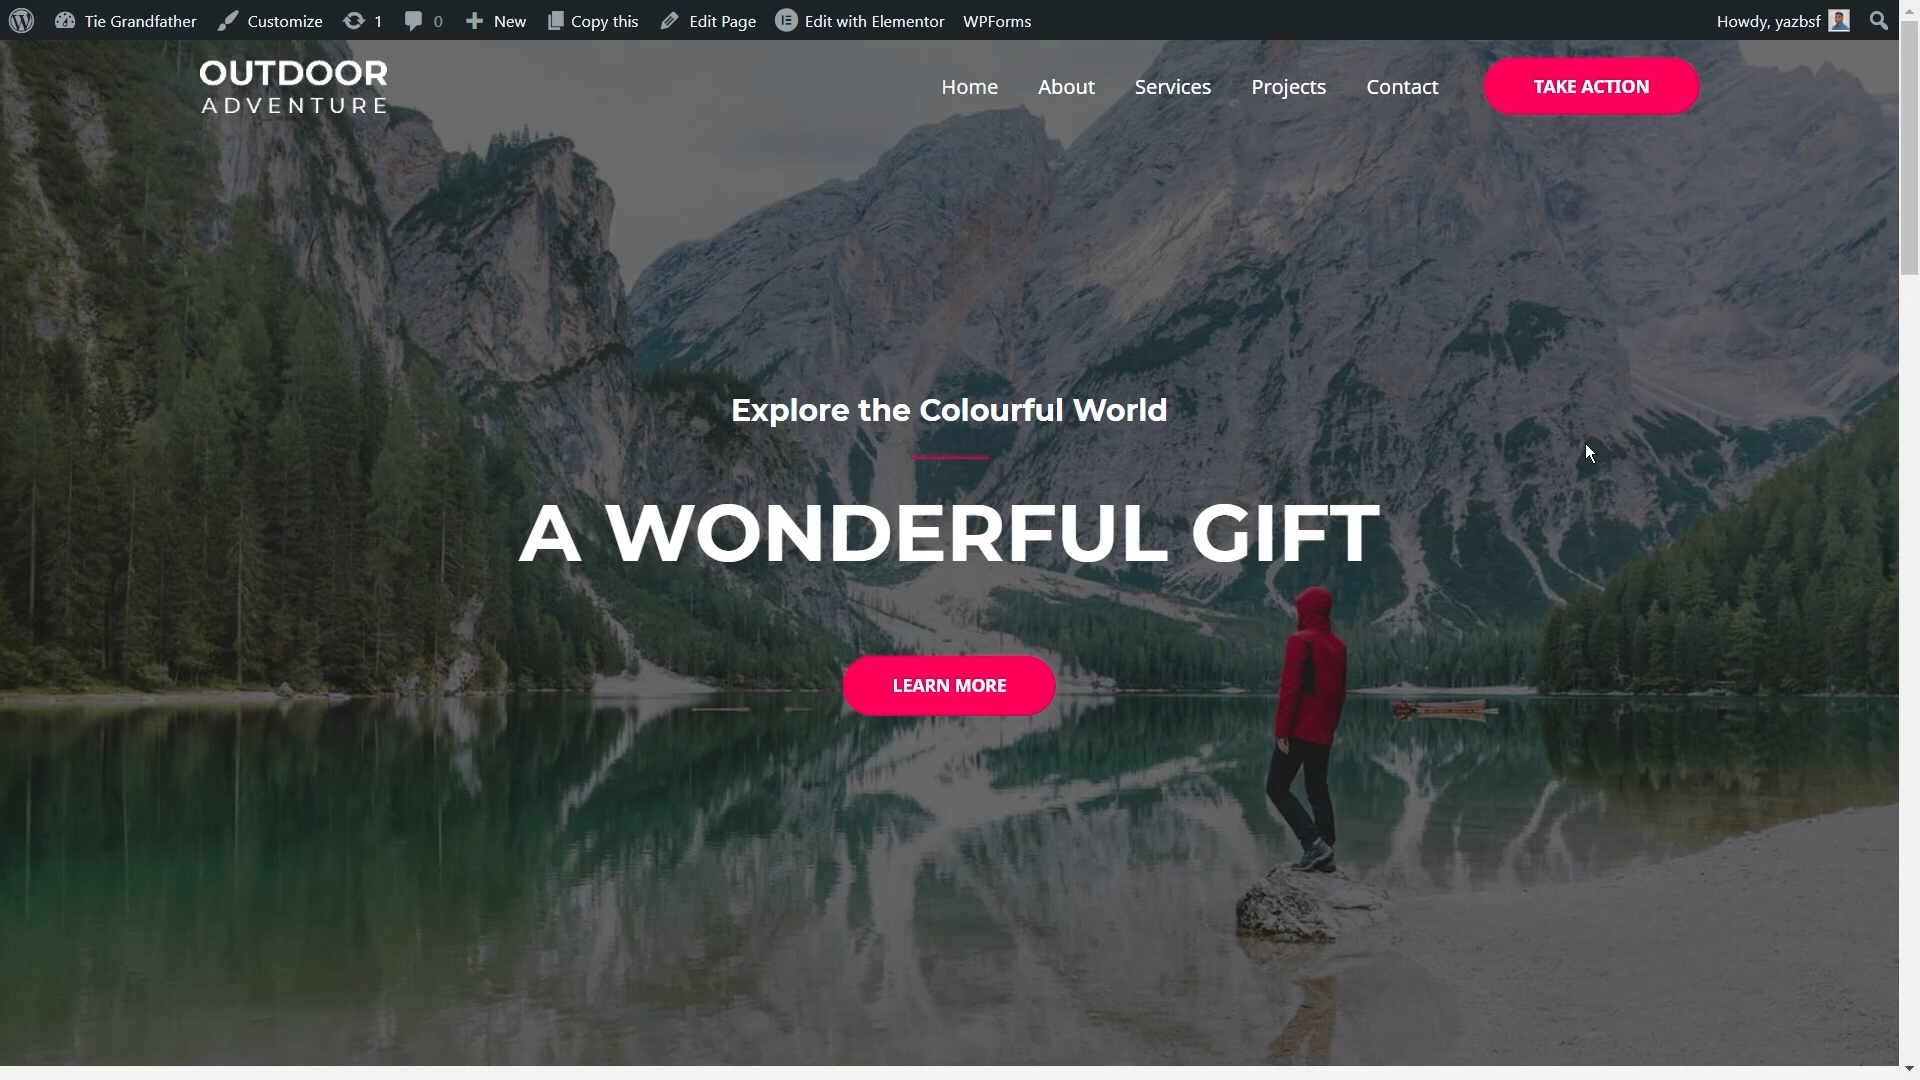 Tie Grandfather Customize 1 0 New Copy this Edit Page Edit with Elementor WPForms Howdy, yazbsf
OUTDOOR
ADVENTURE
Home About Services Projects Contact TAKE ACTION
Explore the Colourful World
A WONDERFUL GIFT
LEARN MORE